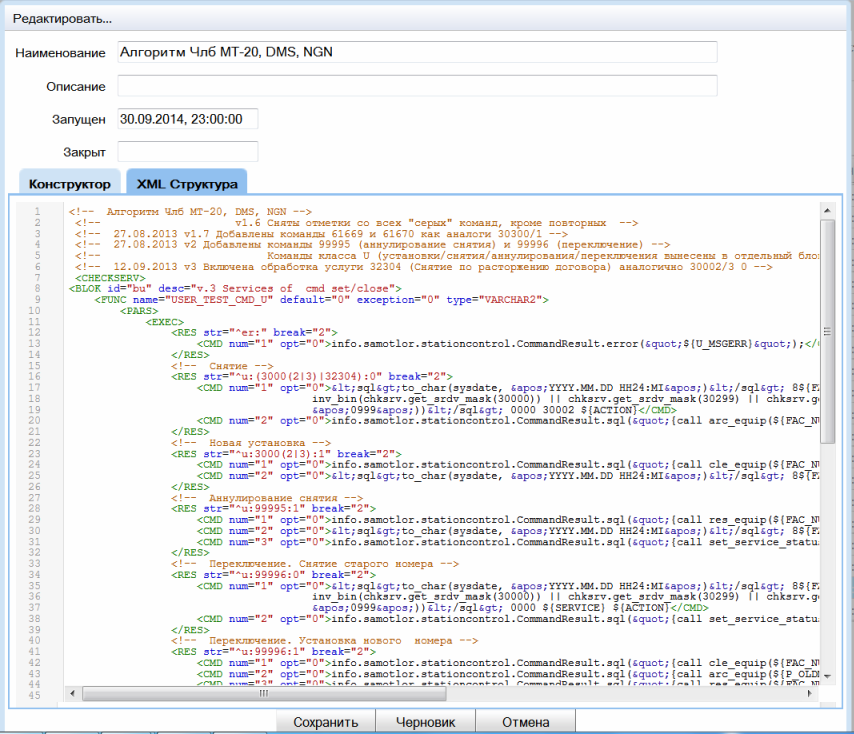 Редактировать...
Наименование Алгоритм Члб МТ-20, DMS, NGN
Описание
Запущен 30.09.2014, 23:00:00
Закрыт
Конструктор XML Структура
1 <!-- Алгоритм Члб МТ-20, DMS, NGN -->
2 <!-- v1.6 Сняты отметки со всех "серых" команд, кроме повторных -->
3 <!-- 27.08.2013 v1.7 Добавлены команды 61669 и 61670 как аналоги 30300/1 -->
4 <!-- 27.08.2013 v2 Добавлены команды 99995 (аннулирование снятия) и 99996 (переключение) -->
5 <!-- Команды класса U (установки/снятия/аннулирования/переключения вынесены в отдельный бло
6 <!-- 12.09.2013 v3 Включена обработка услуги 32304 (Снятие по расторжению договора) аналогично 30002/3 0 -->
7 <CHECKSERV>
8 <BLOK id="bu" desc="v.3 Services of cmd set/close">
9 <FUNC name="USER_TEST_CMD_U" default="0" exception="0" type="VARCHAR2">
10 <PARS>
11 <EXEC>
12 <RES str="^er:" break="2">
13 <CMD num="1" opt="0">info.samotlor.stationcontrol.CommandResult.error(&quot;${U_MSGERR}&quot;);</
14 </RES>
15 <!-- Снятие -->
16 <RES str="^u:(3000(2|3)|32304):0" break="2">
17 <CMD num="1" opt="0">&lt;sql&gt;to_char(sysdate, &apos;YYYY.MM.DD HH24:MI&apos;)&lt;/sql&gt; 8${F
18 inv_bin(chksrv.get_srdv_mask(30000)) || chksrv.get_srdv_mask(30299) || chksrv.g
19 &apos;0999&apos;))&lt;/sql&gt; 0000 30002 ${ACTION}</CMD>
20 <CMD num="2" opt="0">info.samotlor.stationcontrol.CommandResult.sql(&quot;{call arc_equip(${FAC_N
21 </RES>
22 <!-- Новая установка -->
23 <RES str="^u:3000(2|3):1" break="2">
24 <CMD num="1" opt="0">info.samotlor.stationcontrol.CommandResult.sql(&quot;{call cle_equip(${FAC_N
25 <CMD num="2" opt="0">&lt;sql&gt;to_char(sysdate, &apos;YYYY.MM.DD HH24:MI&apos;)&lt;/sql&gt; 8${F
26 </RES>
27 <!-- Аннулирование снятия -->
28 <RES str="^u:99995:1" break="2">
29 <CMD num="1" opt="0">info.samotlor.stationcontrol.CommandResult.sql(&quot;{call res_equip(${FAC_N
30 <CMD num="2" opt="0">&lt;sql&gt;to_char(sysdate, &apos;YYYY.MM.DD HH24:MI&apos;)&lt;/sql&gt; 8${F
31 <CMD num="3" opt="0">info.samotlor.stationcontrol.CommandResult.sql(&quot;{call set_service_statu
32 </RES>
33 <!-- Переключение. Снятие старого номера -->
34 <RES str="^u:99996:0" break="2">
35 <CMD num="1" opt="0">&lt;sql&gt;to_char(sysdate, &apos;YYYY.MM.DD HH24:MI&apos;)&lt;/sql&gt; 8${F
36 inv_bin(chksrv.get_srdv_mask(30000)) || chksrv.get_srdv_mask(30299) || chksrv.g
37 &apos;0999&apos;))&lt;/sql&gt; 0000 ${SERVICE} ${ACTION}</CMD>
38 <CMD num="2" opt="0">info.samotlor.stationcontrol.CommandResult.sql(&quot;{call set_service_statu
39 </RES>
40 <!-- Переключение. Установка нового номера -->
41 <RES str="^u:99996:1" break="2">
42 <CMD num="1" opt="0">info.samotlor.stationcontrol.CommandResult.sql(&quot;{call cle_equip(${FAC_N
43 <CMD num="2" opt="0">info.samotlor.stationcontrol.CommandResult.sql(&quot;{call arc_equip(${P_OLD
44 <CMD num="3" opt="0">info.samotlor.stationcontrol.CommandResult.sql(&quot;{call res_equip(${FAC_N
45
Сохранить Черновик Отмена